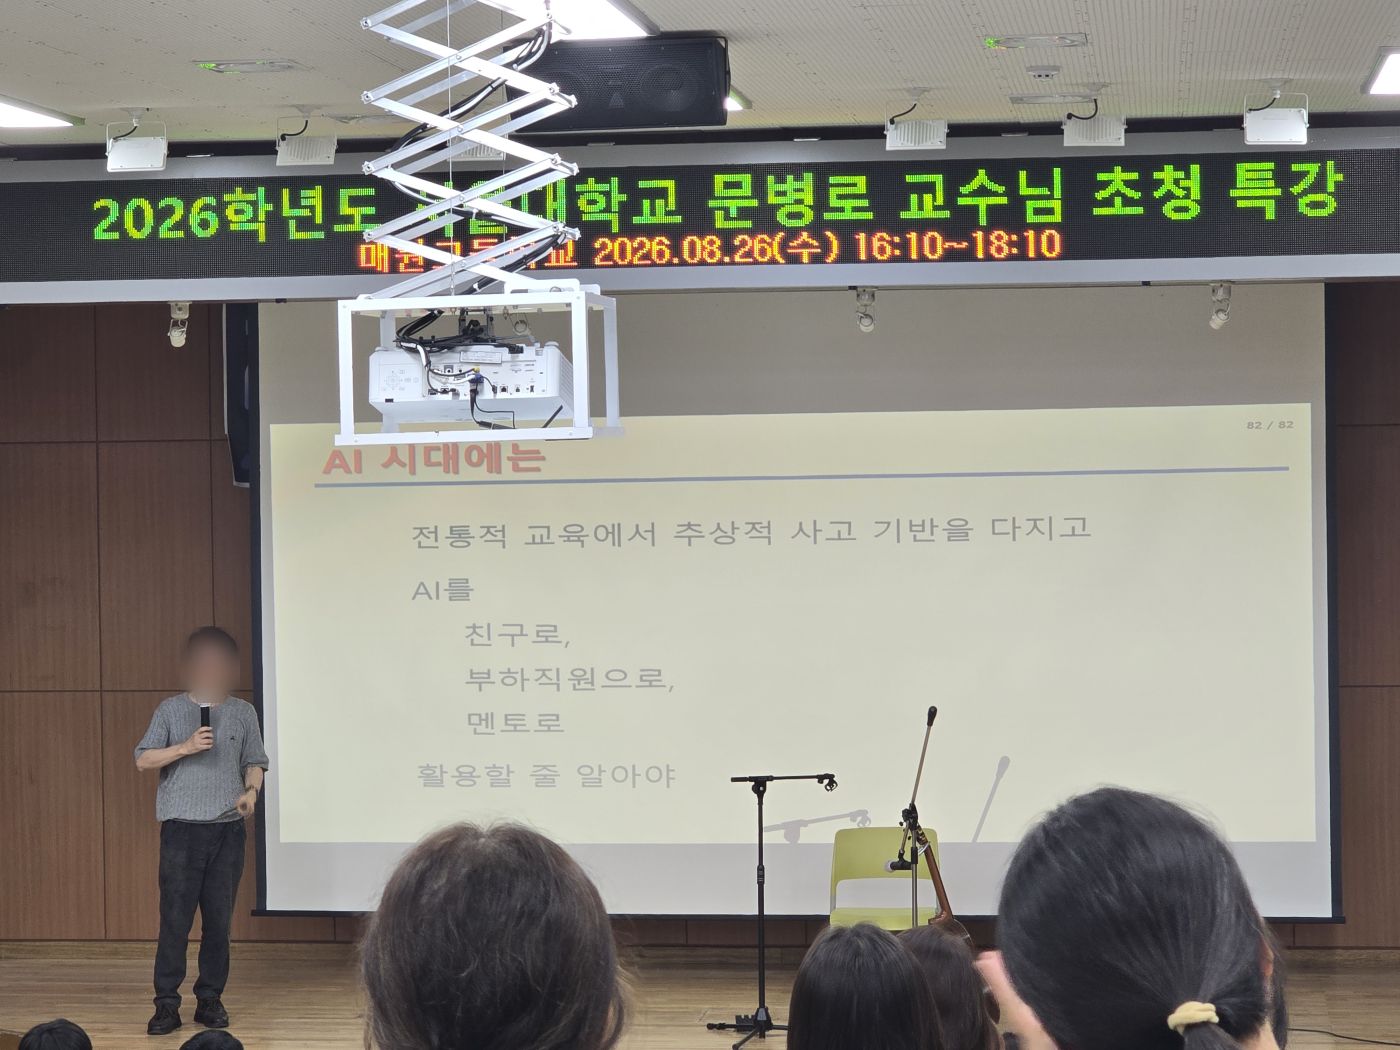 2026학년도 대학교 문병로 교수님 초청 특강
2026.08.26(수) 16:10~18:10
82 / 82
AI 시대에는
전통적 교육에서 추상적 사고 기반을 다지고
AI를
친구로,
부하직원으로,
멘토로
활용할 줄 알아야